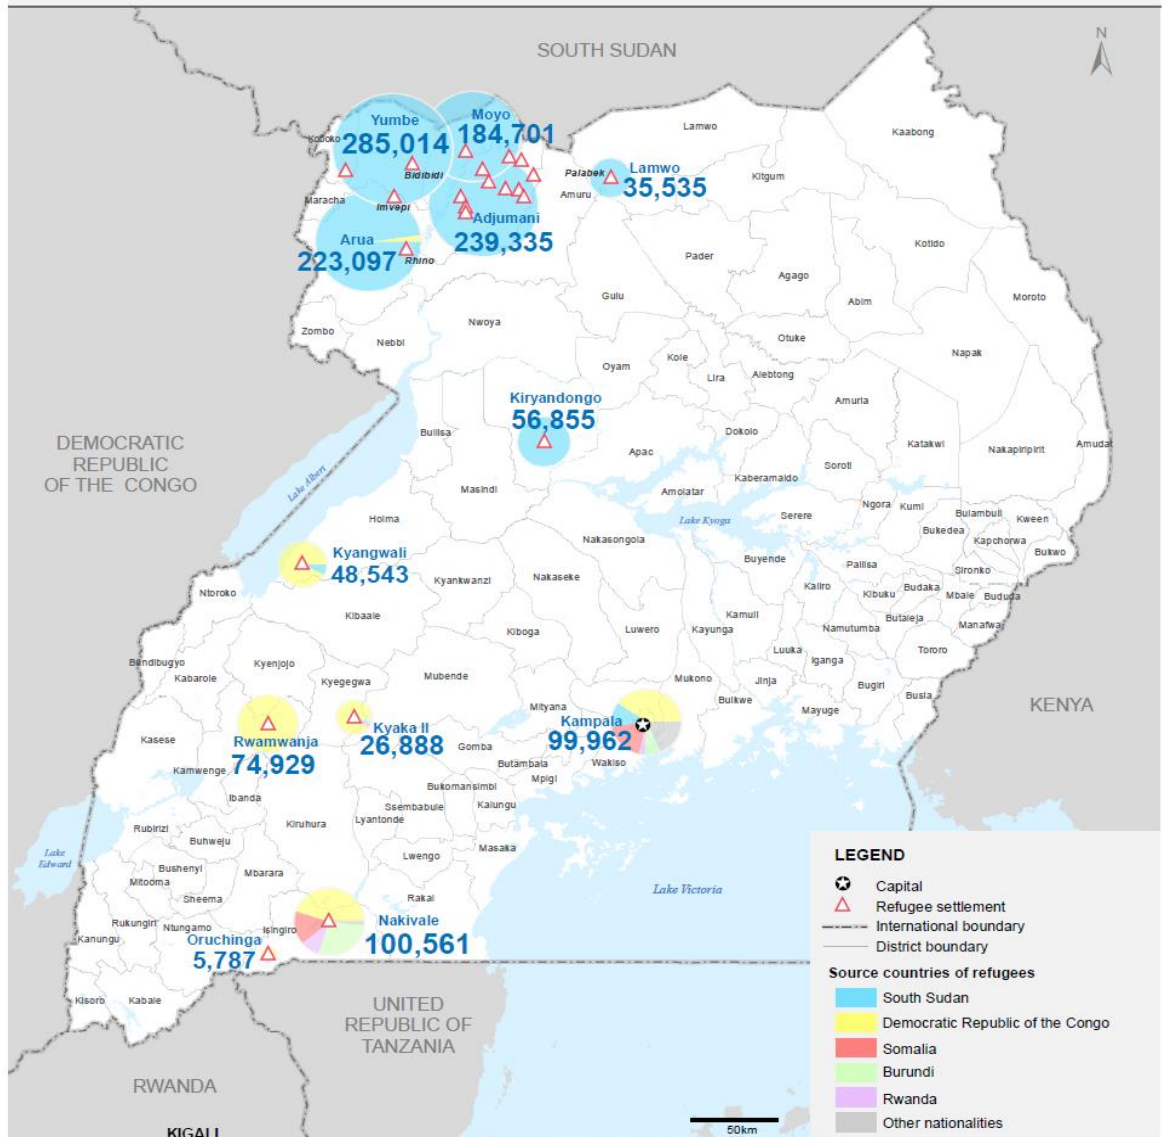 SOUTH SUDAN
N
Yumbe
285,014
Moyo
184,701
Koboko
Lamwo
Kaabong
Bidibidi
Palabek
Lamwo
35,535
Kitgum
Maracha
Imvepi
Amuru
Adjumani
239,335
Arua
223,097
Rhino
Kotido
Pader
Agago
Abim
Moroto
Gulu
Nwoya
Zombo
Nebbi
Otuke
Napak
Kole
Oyam
Lira
Alebtong
Kiryandongo
56,855
Amuria
DEMOCRATIC
REPUBLIC
OF THE CONGO
Buliisa
Dokolo
Katakwi
Nakapiripirit
Amudat
Apac
Soroti
Kaberamaido
Lake Albert
Masindi
Amolatar
Ngora
Kumi
Bulambuli
Kween
Hoima
Lake Kyoga
Serere
Bukedea
Kapchorwa
Nakasongola
Bukwo
Kyangwali
48,543
Buyende
Pallisa
Sironko
Kyankwanzi
Nakaseke
Kaliro
Kibuku
Budaka
Mbale
Bududa
Ntoroko
Kibaale
Kamuli
Butaleja
Manafwa
Kiboga
Luwero
Kayunga
Namutumba
Tororo
Bundibugyo
Kyenjojo
Luuka
Iganga
Kabarole
Kyegegwa
Mubende
Mukono
Jinja
Bugiri
Busia
Buikwe
Mayuge
KENYA
Mityana
Kampala
99,962
Kyaka II
26,888
Kasese
Rwamwanja
74,929
Gomba
Butambala
Wakiso
Mpigi
Kamwenge
Bukomansimbi
Ibanda
Ssembabule
Kalungu
Kiruhura
Lyantonde
Rubirizi
Buhweju
Masaka
Lake
Edward
Lwengo
Bushenyi
Mbarara
Mitooma
Sheema
Rakai
Lake Victoria
Rukungiri
Ntungamo
Isingiro
Nakivale
100,561
Kanungu
Oruchinga
5,787
Kisoro
Kabale
UNITED
REPUBLIC OF
TANZANIA
RWANDA
KIGALI
LEGEND
Capital
Refugee settlement
International boundary
District boundary
Source countries of refugees
South Sudan
Democratic Republic of the Congo
Somalia
Burundi
Rwanda
Other nationalities
50km